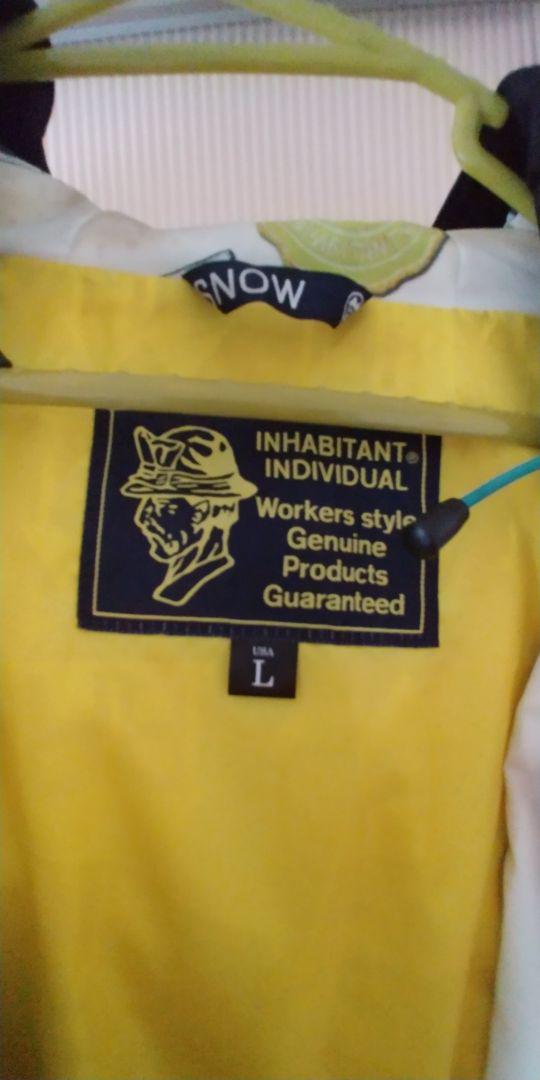 SNOW
INHABITANT®
INDIVIDUAL
Workers style
Genuine
Products
Guaranteed
USA
L